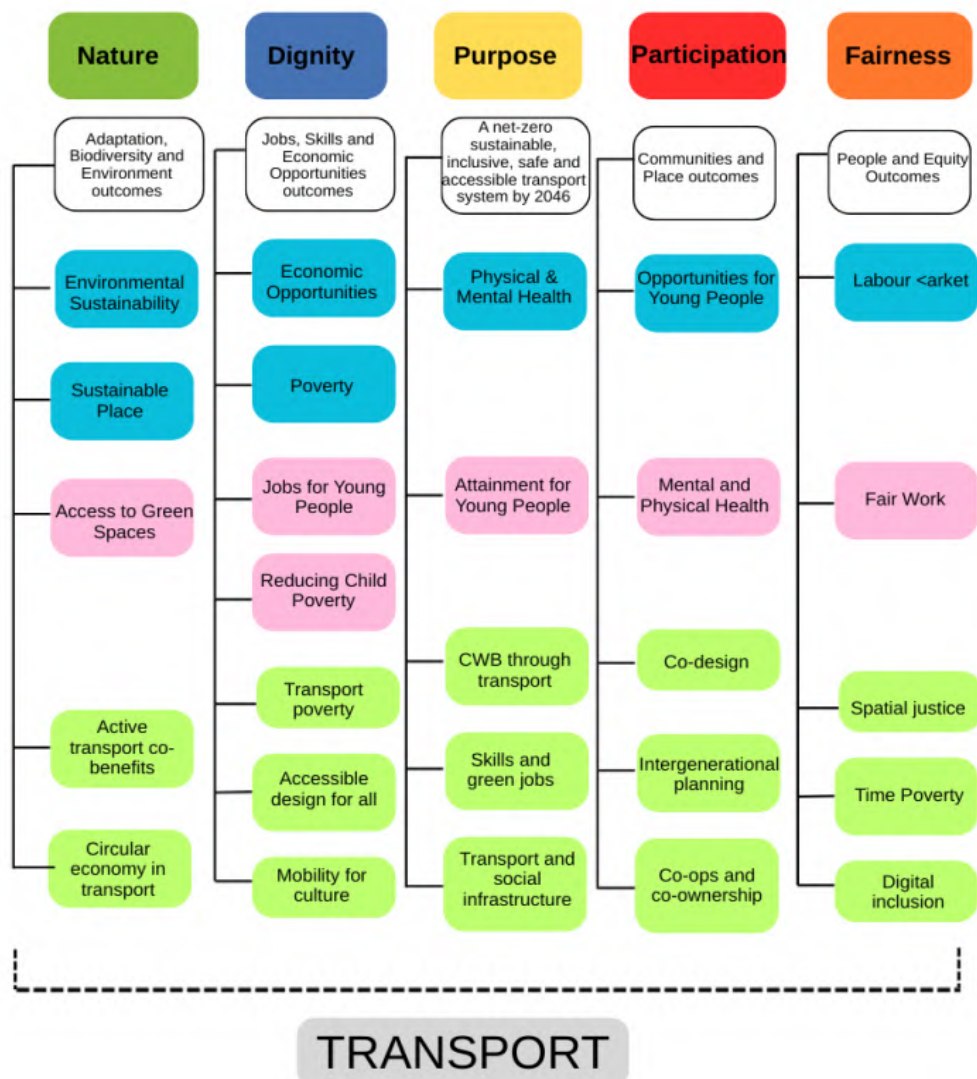 Nature
Dignity
Purpose
Participation
Fairness
Adaptation,
Biodiversity and
Environment
outcomes
Jobs, Skills and
Economic
Opportunities
outcomes
A net-zero
sustainable,
inclusive, safe and
accessible transport
system by 2046
Communities and
Place outcomes
People and Equity
Outcomes
Environmental
Sustainability
Economic
Opportunities
Physical &
Mental Health
Opportunities for
Young People
Labour <arket
Sustainable
Place
Poverty
Access to Green
Spaces
Jobs for Young
People
Attainment for
Young People
Mental and
Physical Health
Fair Work
Reducing Child
Poverty
Active
transport co-
benefits
Transport
poverty
CWB through
transport
Co-design
Spatial justice
Accessible
design for all
Skills and
green jobs
Intergenerational
planning
Time Poverty
Circular
economy in
transport
Mobility for
culture
Transport and
social
infrastructure
Co-ops and
co-ownership
Digital
inclusion
TRANSPORT